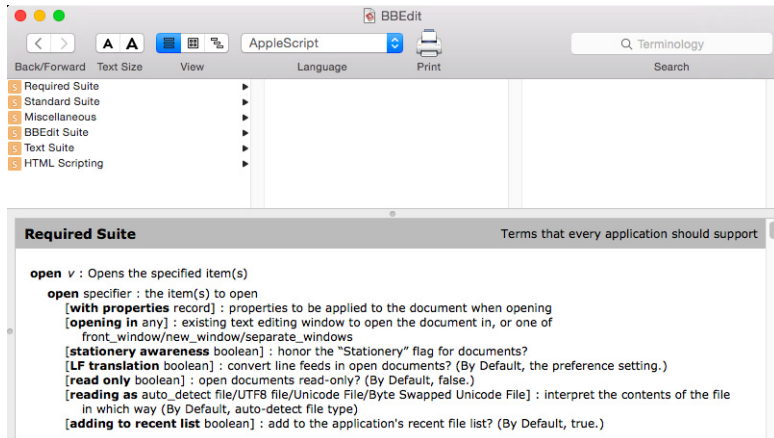 BBEdit
A A
AppleScript
Terminology
Back/Forward Text Size View Language Print Search
S Required Suite
S Standard Suite
S Miscellaneous
S BBEdit Suite
S Text Suite
S HTML Scripting
Required Suite Terms that every application should support
open v : Opens the specified item(s)
open specifier : the item(s) to open
[with properties record] : properties to be applied to the document when opening
[opening in any] : existing text editing window to open the document in, or one of
front_window/new_window/separate_windows
[stationery awareness boolean] : honor the “Stationery” flag for documents?
[LF translation boolean] : convert line feeds in open documents? (By Default, the preference setting.)
[read only boolean] : open documents read-only? (By Default, false.)
[reading as auto_detect file/UTF8 file/Unicode File/Byte Swapped Unicode File] : interpret the contents of the file
in which way (By Default, auto-detect file type)
[adding to recent list boolean] : add to the application's recent file list? (By Default, true.)